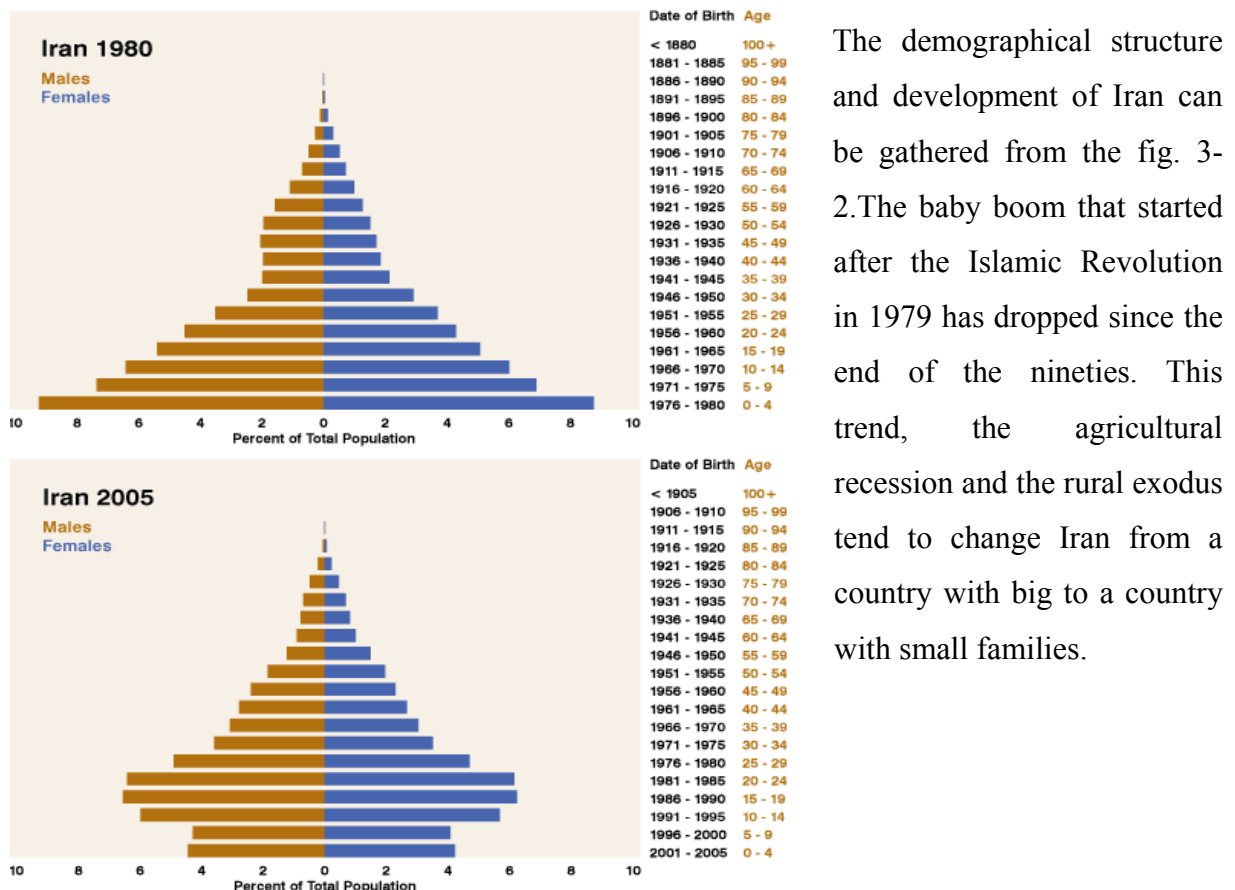 Iran 1980
Males
Females
Date of Birth Age
< 1880 100+
1881 - 1885 95 - 99
1886 - 1890 90 - 94
1891 - 1895 85 - 89
1896 - 1900 80 - 84
1901 - 1905 75 - 79
1906 - 1910 70 - 74
1911 - 1915 65 - 69
1916 - 1920 60 - 64
1921 - 1925 55 - 59
1926 - 1930 50 - 54
1931 - 1935 45 - 49
1936 - 1940 40 - 44
1941 - 1945 35 - 39
1946 - 1950 30 - 34
1951 - 1955 25 - 29
1956 - 1960 20 - 24
1961 - 1965 15 - 19
1966 - 1970 10 - 14
1971 - 1975 5 - 9
1976 - 1980 0 - 4
10 8 6 4 2 0 2 4 6 8 10
Percent of Total Population
Iran 2005
Males
Females
Date of Birth Age
< 1905 100+
1906 - 1910 95 - 99
1911 - 1915 90 - 94
1916 - 1920 85 - 89
1921 - 1925 80 - 84
1926 - 1930 75 - 79
1931 - 1935 70 - 74
1936 - 1940 65 - 69
1941 - 1945 60 - 64
1946 - 1950 55 - 59
1951 - 1955 50 - 54
1956 - 1960 45 - 49
1961 - 1965 40 - 44
1966 - 1970 35 - 39
1971 - 1975 30 - 34
1976 - 1980 25 - 29
1981 - 1985 20 - 24
1986 - 1990 15 - 19
1991 - 1995 10 - 14
1996 - 2000 5 - 9
2001 - 2005 0 - 4
10 8 6 4 2 0 2 4 6 8 10
Percent of Total Population
The demographical structure
and development of Iran can
be gathered from the fig. 3-
2.The baby boom that started
after the Islamic Revolution
in 1979 has dropped since the
end of the nineties. This
trend, the agricultural
recession and the rural exodus
tend to change Iran from a
country with big to a country
with small families.